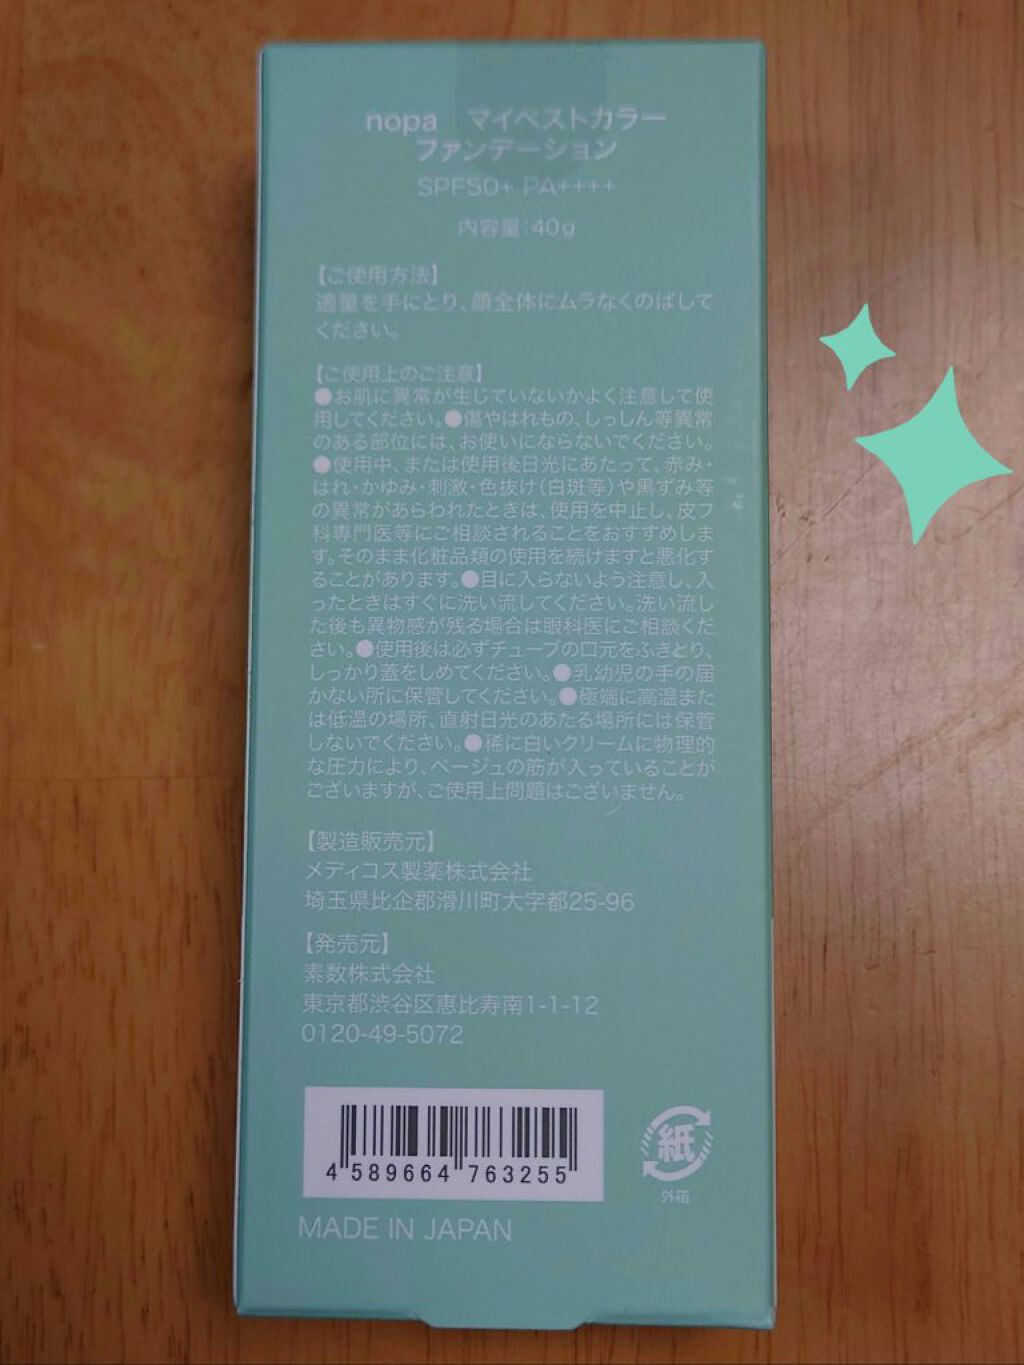 nopa マイベストカラー
ファンデーション
SPF50+ PA++++
内容量:40g
【ご使用方法】
適量を手にとり、顔全体にムラなくのばして
ください。
【ご使用上のご注意】
●お肌に異常が生じていないかよく注意して使
用してください。●傷やはれもの、しっしん等異常
のある部位には、お使いにならないでください。
●使用中、または使用後日光にあたって、赤み・
はれ・かゆみ・刺激・色抜け(白斑等)や黒ずみ等
の異常があらわれたときは、使用を中止し、皮フ
科専門医等にご相談されることをおすすめしま
す。そのまま化粧品類の使用を続けますと悪化す
ることがあります。●目に入らないよう注意し、入
ったときはすぐに洗い流してください。洗い流し
た後も異物感が残る場合は眼科医にご相談くだ
さい。●使用後は必ずチューブの口元をふきとり、
しっかり蓋をしめてください。●乳幼児の手の届
かない所に保管してください。●極端に高温また
は低温の場所、直射日光のあたる場所には保管
しないでください。●稀に白いクリームに物理的
な圧力により、ベージュの筋が入っていることが
ございますが、ご使用上問題はございません。
【製造販売元】
メディコス製薬株式会社
埼玉県比企郡滑川町大字都25-96
【発売元】
素数株式会社
東京都渋谷区恵比寿南1-1-12
0120-49-5072
4 589664 763255
紙
外箱
MADE IN JAPAN